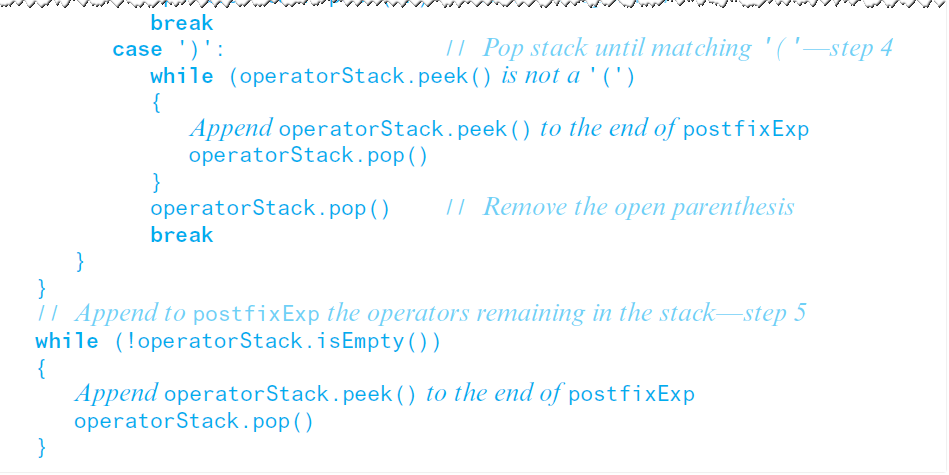 break
case ')': // Pop stack until matching '('—step 4
while (operatorStack.peek() is not a '(')
{
Append operatorStack.peek() to the end of postfixExp
operatorStack.pop()
}
operatorStack.pop() // Remove the open parenthesis
break
}
}
// Append to postfixExp the operators remaining in the stack—step 5
while (!operatorStack.isEmpty())
{
Append operatorStack.peek() to the end of postfixExp
operatorStack.pop()
}